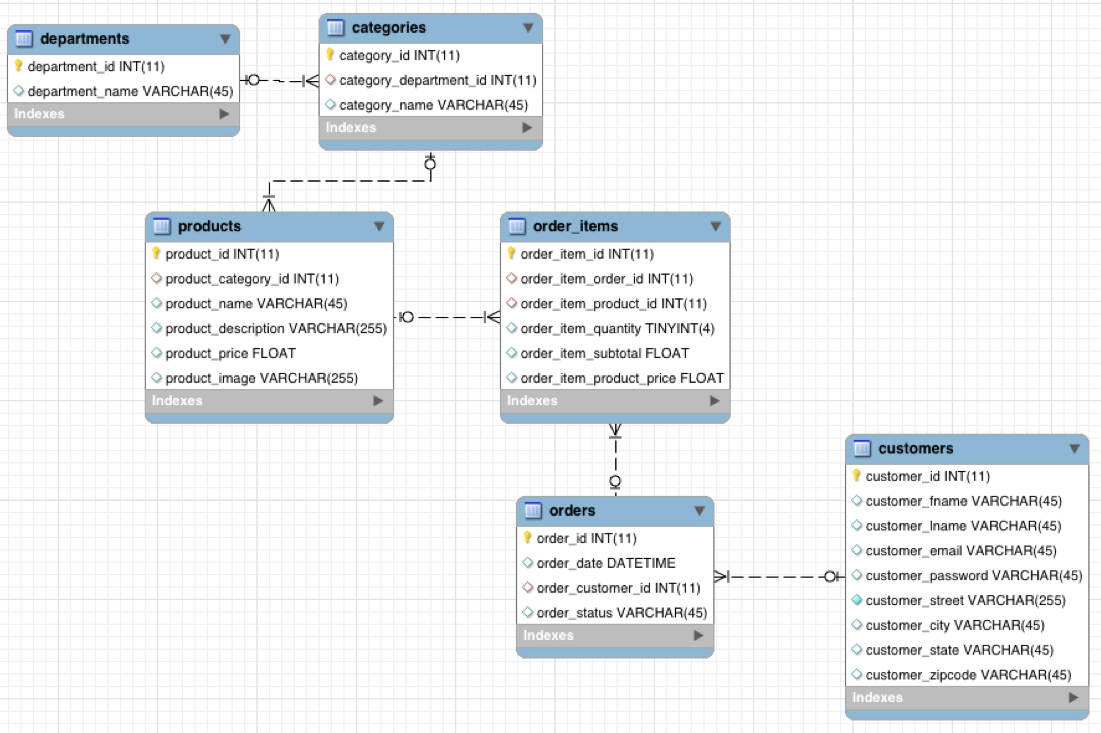 departments
department_id INT(11)
department_name VARCHAR(45)
Indexes
categories
category_id INT(11)
category_department_id INT(11)
category_name VARCHAR(45)
Indexes
products
product_id INT(11)
product_category_id INT(11)
product_name VARCHAR(45)
product_description VARCHAR(255)
product_price FLOAT
product_image VARCHAR(255)
Indexes
order_items
order_item_id INT(11)
order_item_order_id INT(11)
order_item_product_id INT(11)
order_item_quantity TINYINT(4)
order_item_subtotal FLOAT
order_item_product_price FLOAT
Indexes
orders
order_id INT(11)
order_date DATETIME
order_customer_id INT(11)
order_status VARCHAR(45)
Indexes
customers
customer_id INT(11)
customer_fname VARCHAR(45)
customer_lname VARCHAR(45)
customer_email VARCHAR(45)
customer_password VARCHAR(45)
customer_street VARCHAR(255)
customer_city VARCHAR(45)
customer_state VARCHAR(45)
customer_zipcode VARCHAR(45)
Indexes